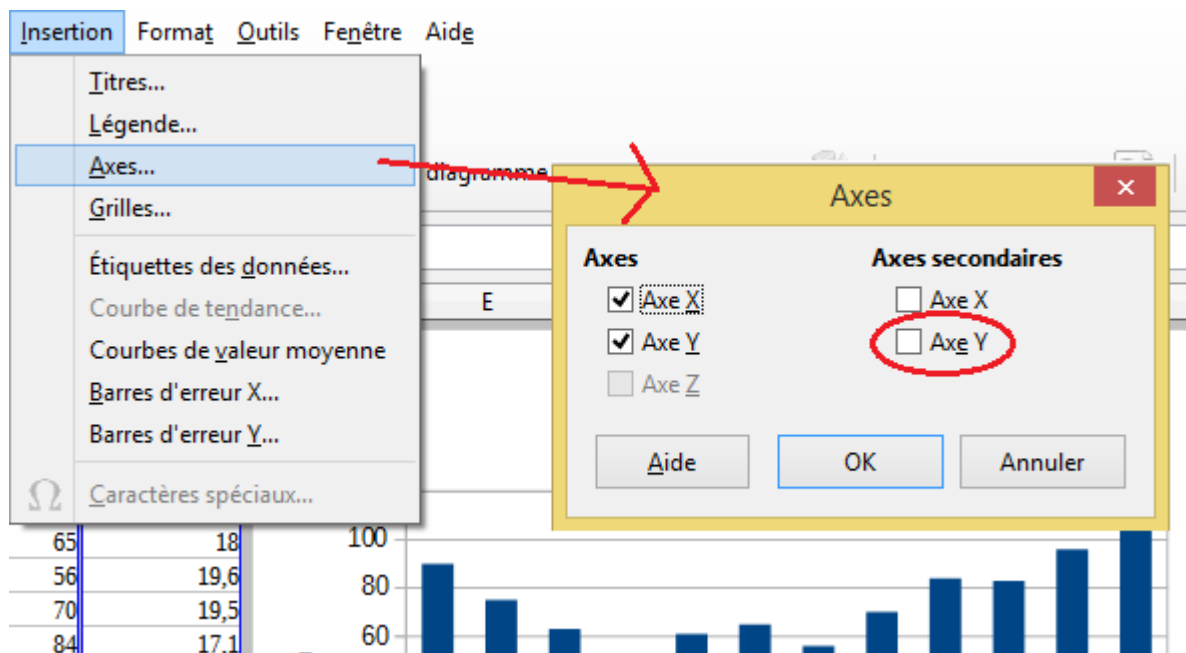 Insertion Format Outils Fenêtre Aide
Titres...
Légende...
Axes...
Grilles...
Étiquettes des données...
Courbe de tendance...
Courbes de valeur moyenne
Barres d'erreur X...
Barres d'erreur Y...
Ω Caractères spéciaux...
diagramme
E
Axes
×
Axes
Axes secondaires
Axe X
Axe X
Axe Y
Axe Y
Axe Z
Aide OK Annuler
65 18
56 19,6
70 19,5
84 17,1
100
80
60